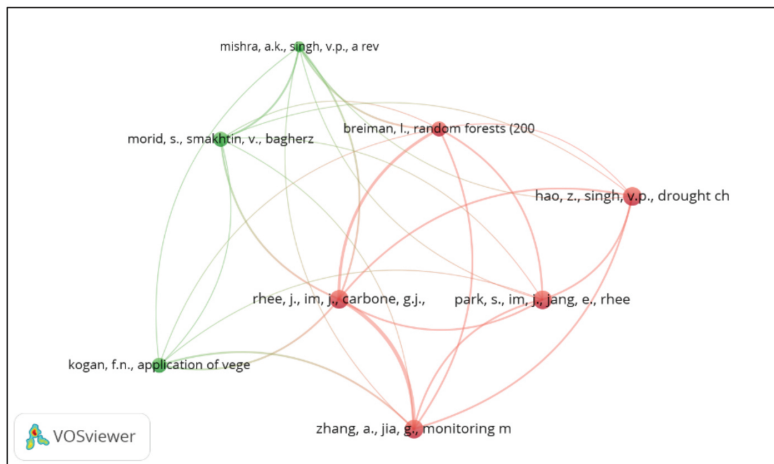 mishra, a.k., singh, v.p., a rev
breiman, l., random forests (200
morid, s., smakhtin, v., bagherz
hao, z., singh, v.p., drought ch
rhee, j., im, j., carbone, g.j.,
park, s., im, j., jang, e., rhee
kogan, f.n., application of vege
zhang, a., jia, g., monitoring m
VOSviewer